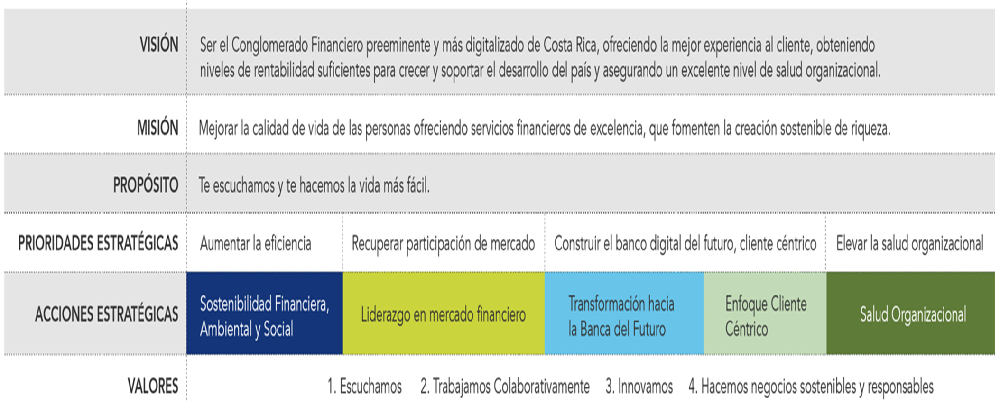 VISIÓN
Ser el Conglomerado Financiero preeminente y más digitalizado de Costa Rica, ofreciendo la mejor experiencia al cliente, obteniendo
niveles de rentabilidad suficientes para crecer y soportar el desarrollo del país y asegurando un excelente nivel de salud organizacional.
MISIÓN
Mejorar la calidad de vida de las personas ofreciendo servicios financieros de excelencia, que fomenten la creación sostenible de riqueza.
PROPÓSITO
Te escuchamos y te hacemos la vida más fácil.
PRIORIDADES ESTRATÉGICAS
Aumentar la eficiencia
Recuperar participación de mercado
Construir el banco digital del futuro, cliente céntrico
Elevar la salud organizacional
ACCIONES ESTRATÉGICAS
Sostenibilidad Financiera,
Ambiental y Social
Liderazgo en mercado financiero
Transformación hacia
la Banca del Futuro
Enfoque Cliente
Céntrico
Salud Organizacional
VALORES
1. Escuchamos 2. Trabajamos Colaborativamente 3. Innovamos 4. Hacemos negocios sostenibles y responsables